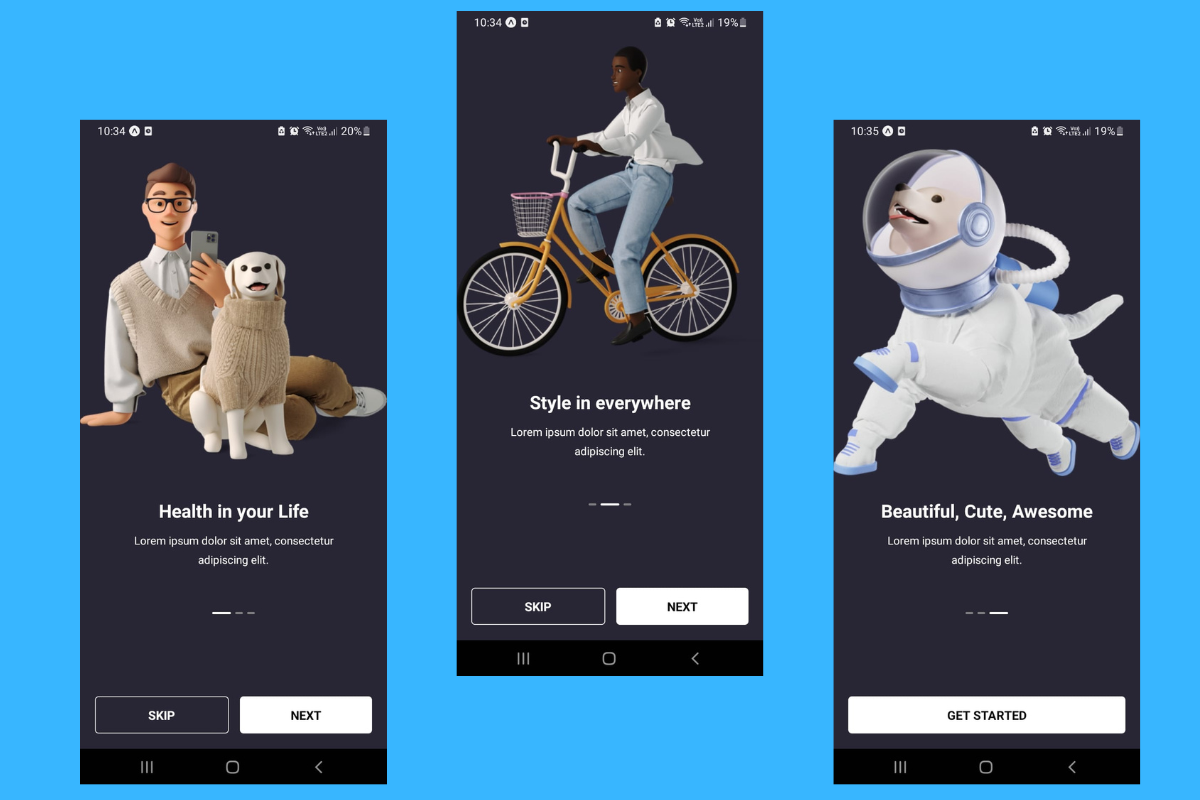 10:34
20%
Health in your Life
Lorem ipsum dolor sit amet, consectetur
adipiscing elit.
SKIP
NEXT
10:34
19%
Style in everywhere
Lorem ipsum dolor sit amet, consectetur
adipiscing elit.
SKIP
NEXT
10:35
19%
Beautiful, Cute, Awesome
Lorem ipsum dolor sit amet, consectetur
adipiscing elit.
GET STARTED